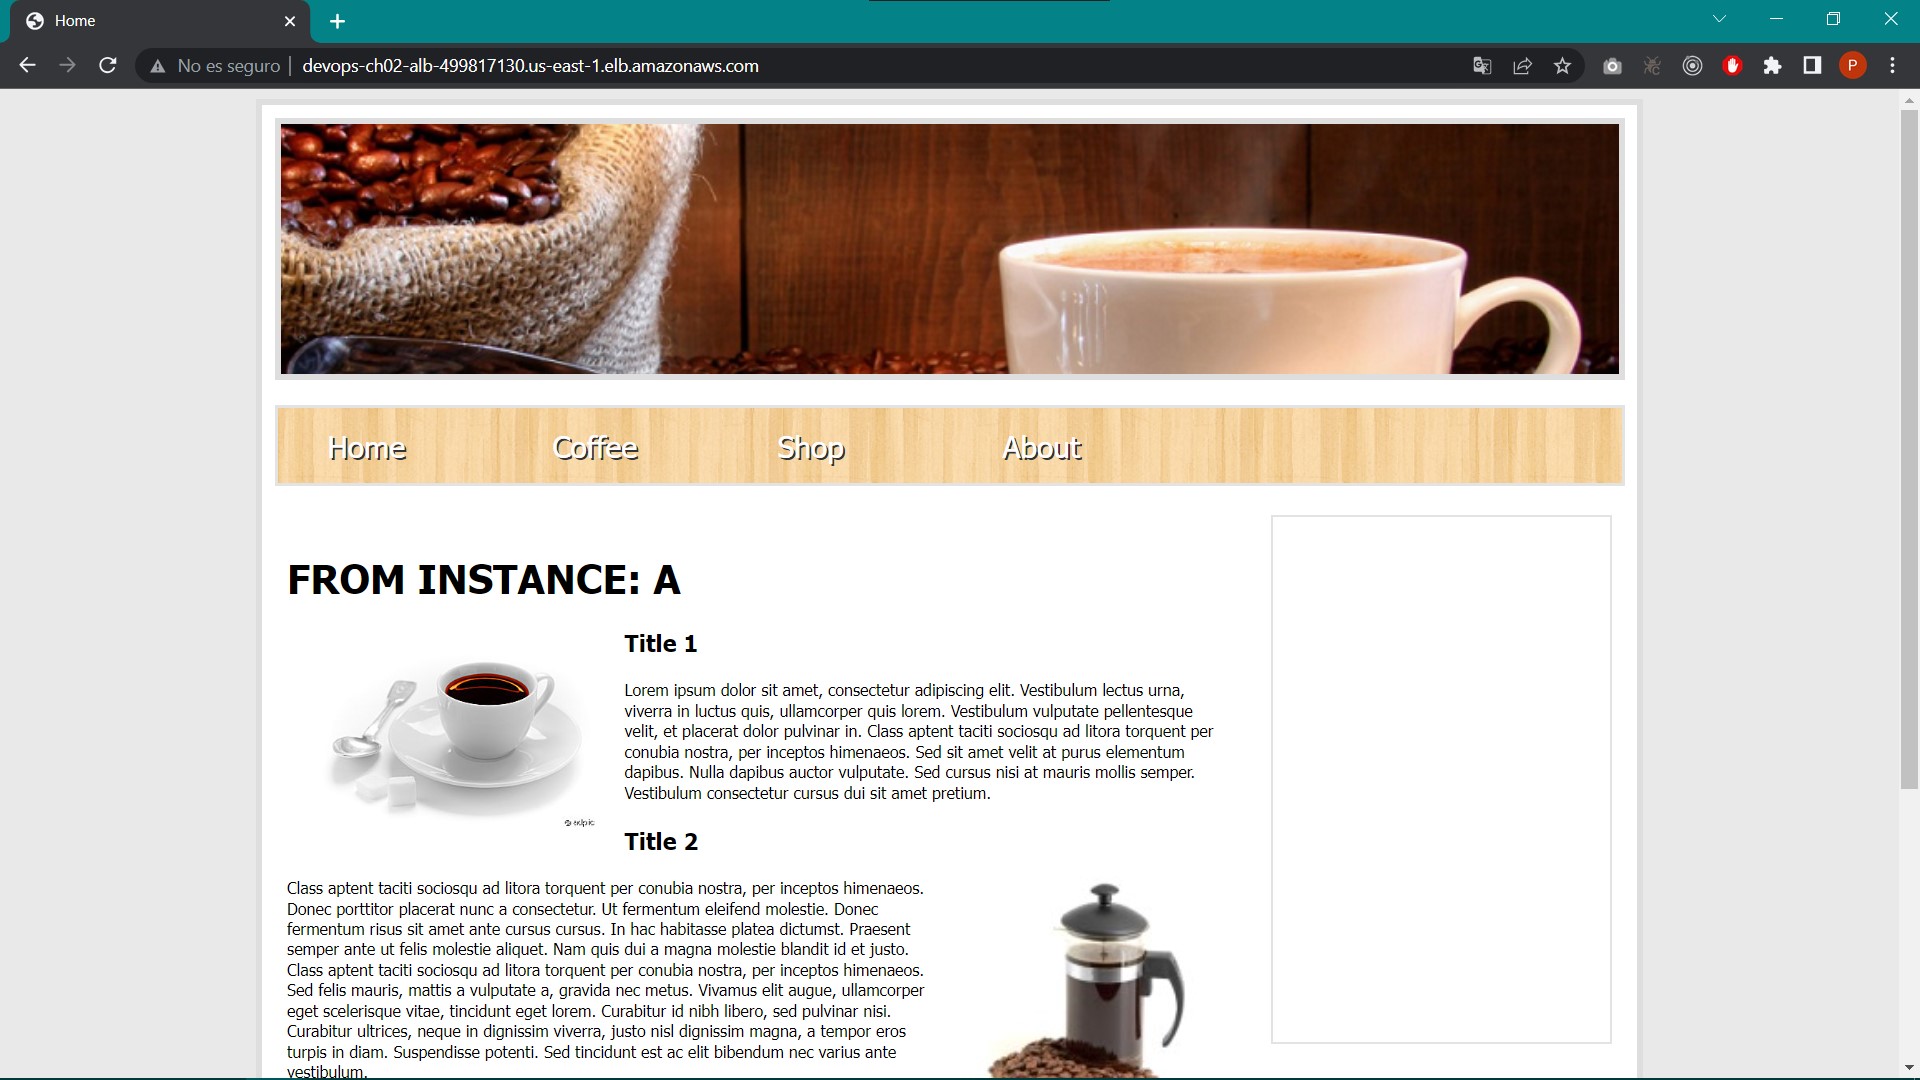 Home
No es seguro
devops-ch02-alb-499817130.us-east-1.elb.amazonaws.com
P
Home Coffee Shop About
FROM INSTANCE: A
Title 1
Lorem ipsum dolor sit amet, consectetur adipiscing elit. Vestibulum lectus urna,
viverra in luctus quis, ullamcorper quis lorem. Vestibulum vulputate pellentesque
velit, et placerat dolor pulvinar in. Class aptent taciti sociosqu ad litora torquent per
conubia nostra, per inceptos himenaeos. Sed sit amet velit at purus elementum
dapibus. Nulla dapibus auctor vulputate. Sed cursus nisi at mauris mollis semper.
Vestibulum consectetur cursus dui sit amet pretium.
Title 2
Class aptent taciti sociosqu ad litora torquent per conubia nostra, per inceptos himenaeos.
Donec porttitor placerat nunc a consectetur. Ut fermentum eleifend molestie. Donec
fermentum risus sit amet ante cursus cursus. In hac habitasse platea dictumst. Praesent
semper ante ut felis molestie aliquet. Nam quis dui a magna molestie blandit id et justo.
Class aptent taciti sociosqu ad litora torquent per conubia nostra, per inceptos himenaeos.
Sed felis mauris, mattis a vulputate a, gravida nec metus. Vivamus elit augue, ullamcorper
eget scelerisque vitae, tincidunt eget lorem. Curabitur id nibh libero, sed pulvinar nisi.
Curabitur ultrices, neque in dignissim viverra, justo nisl dignissim magna, a tempor eros
turpis in diam. Suspendisse potenti. Sed tincidunt est ac elit bibendum nec varius ante
vestibulum.